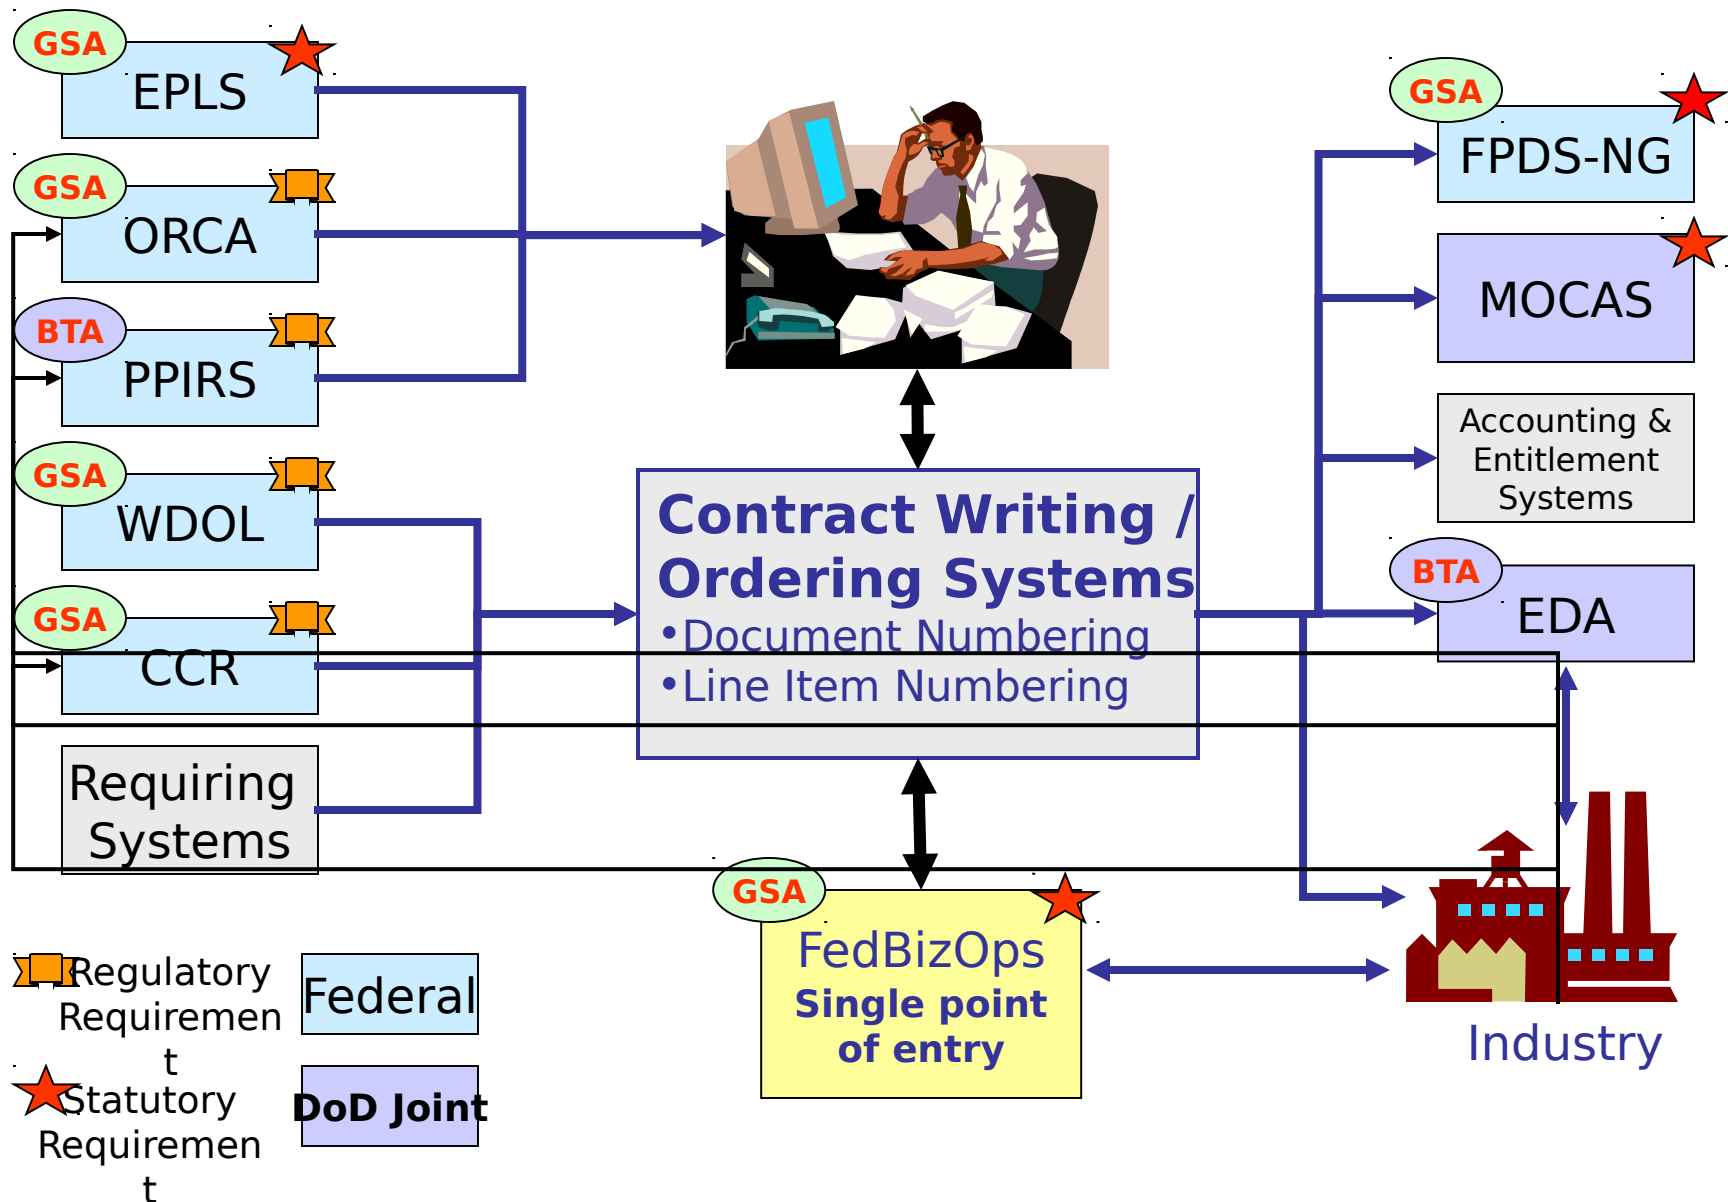 GSA
EPLS
GSA
ORCA
BTA
PPIRS
GSA
WDOL
GSA
CCR
Requiring
Systems
Contract Writing /
Ordering Systems
•Document Numbering
•Line Item Numbering
GSA
FedBizOps
Single point
of entry
GSA
FPDS-NG
MOCAS
Accounting &
Entitlement
Systems
BTA
EDA
Industry
Regulatory
Requiremen
t
Statutory
Requiremen
t
Federal
DoD Joint